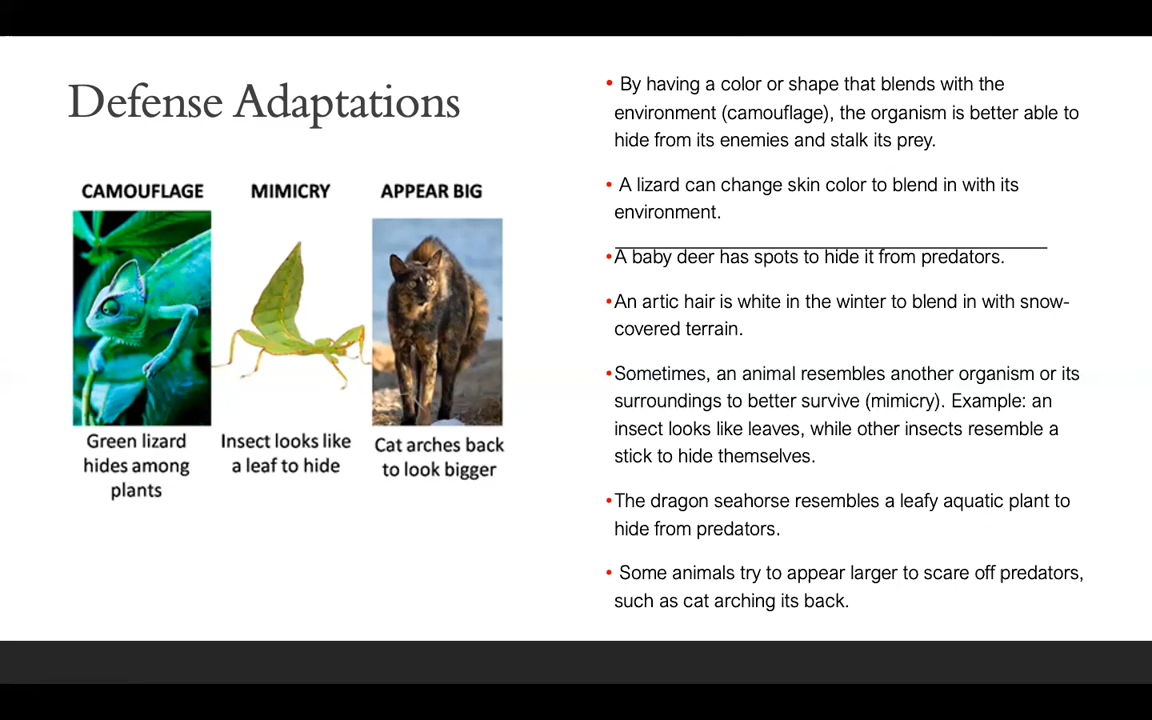 Defense Adaptations
CAMOUFLAGE
MIMICRY
APPEAR BIG
Green lizard
hides among
plants
Insect looks like
a leaf to hide
Cat arches back
to look bigger
• By having a color or shape that blends with the
environment (camouflage), the organism is better able to
hide from its enemies and stalk its prey.
• A lizard can change skin color to blend in with its
environment.
•A baby deer has spots to hide it from predators.
•An artic hair is white in the winter to blend in with snow-
covered terrain.
•Sometimes, an animal resembles another organism or its
surroundings to better survive (mimicry). Example: an
insect looks like leaves, while other insects resemble a
stick to hide themselves.
•The dragon seahorse resembles a leafy aquatic plant to
hide from predators.
• Some animals try to appear larger to scare off predators,
such as cat arching its back.